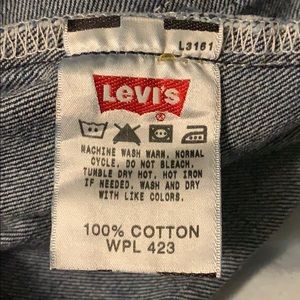 L3161
LEVI'S
®
MACHINE WASH WARM. NORMAL
CYCLE. DO NOT BLEACH.
TUMBLE DRY HOT. HOT IRON
IF NEEDED. WASH AND DRY
WITH LIKE COLORS.
100% COTTON
WPL 423